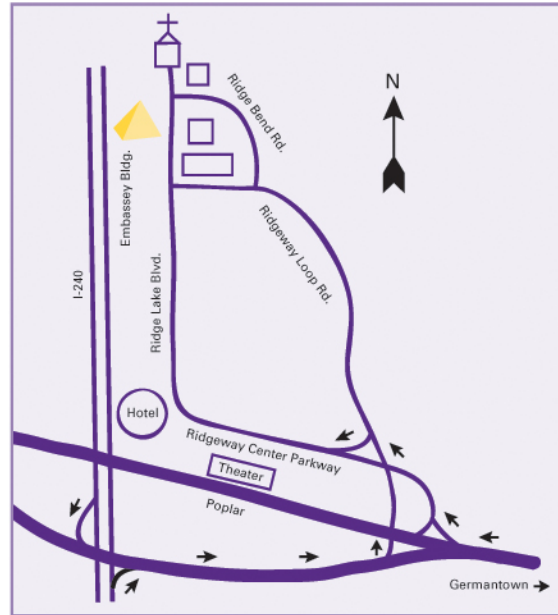 N
Ridge Bend Rd.
Embassey Bldg.
Ridgeway Loop Rd.
I-240
Ridge Lake Blvd.
Hotel
Ridgeway Center Parkway
Theater
Poplar
Germantown